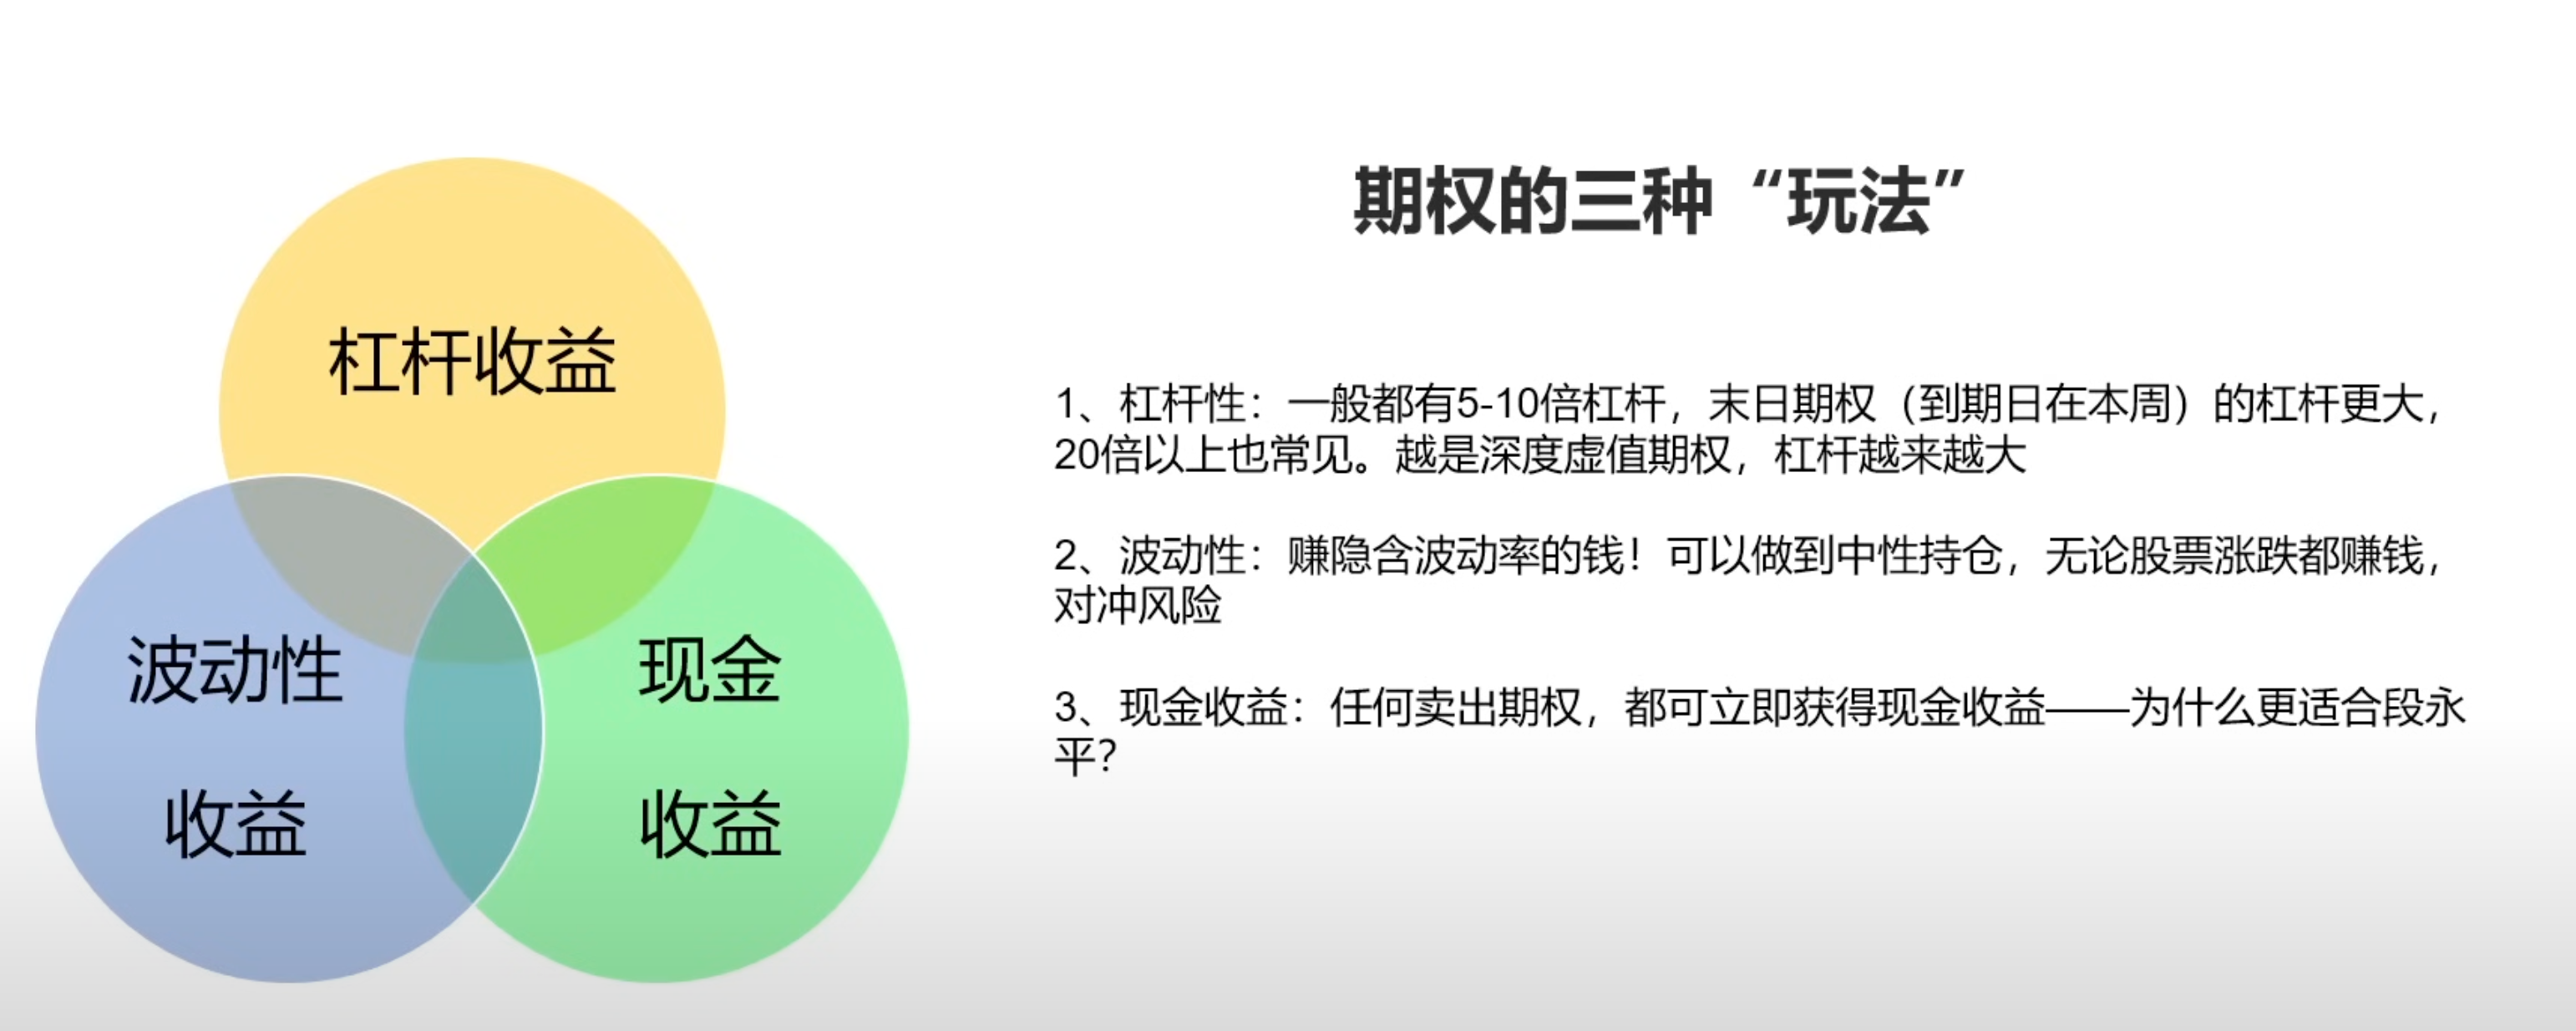 期权的三种“玩法”
杠杆收益
波动性
收益
现金
收益
1、杠杆性：一般都有5-10倍杠杆，末日期权（到期日在本周）的杠杆更大，
20倍以上也常见。越是深度虚值期权，杠杆越来越大
2、波动性：赚隐含波动率的钱！可以做到中性持仓，无论股票涨跌都赚钱，
对冲风险
3、现金收益：任何卖出期权，都可立即获得现金收益——为什么更适合段永
平？